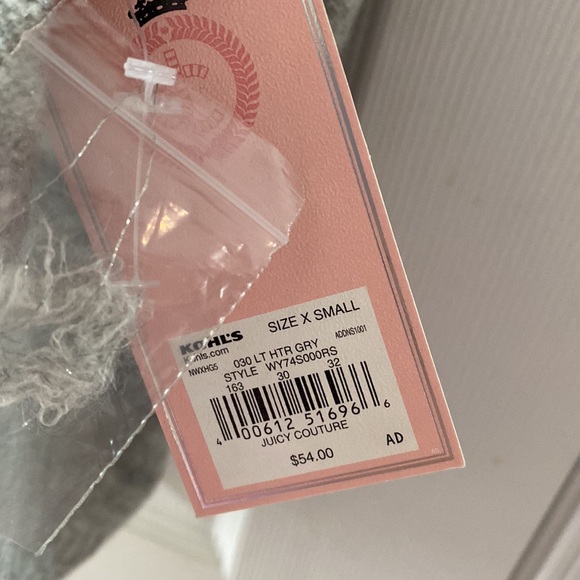 KOHL'S SIZE X SMALL
kohls.com ADDNS1001
NWXHG5 030 LT HTR GRY
STYLE WY74S000RS
163 30 32
4 00612 51696 6
JUICY COUTURE
$54.00 AD